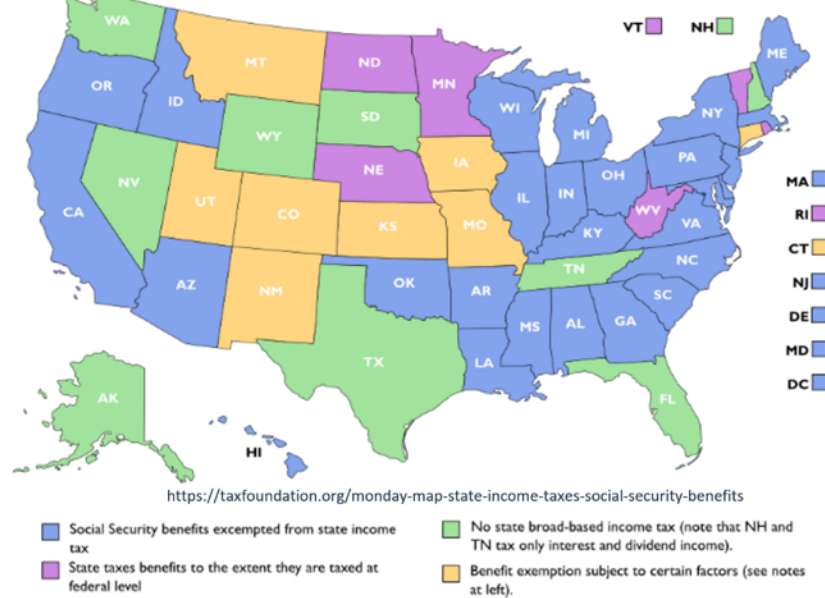 WA
VT
NH
MT
ND
MN
ME
OR
ID
WI
SD
NY
WY
MI
IA
PA
NE
NV
OH
IL
IN
MA
UT
CO
RI
WV
CA
KS
MO
VA
KY
CT
NC
TN
OK
NJ
AZ
NM
AR
SC
DE
MS
AL
GA
MD
TX
LA
DC
AK
FL
HI
https://taxfoundation.org/monday-map-state-income-taxes-social-security-benefits
Social Security benefits excempted from state income
tax
State taxes benefits to the extent they are taxed at
federal level
No state broad-based income tax (note that NH and
TN tax only interest and dividend income).
Benefit exemption subject to certain factors (see notes
at left).